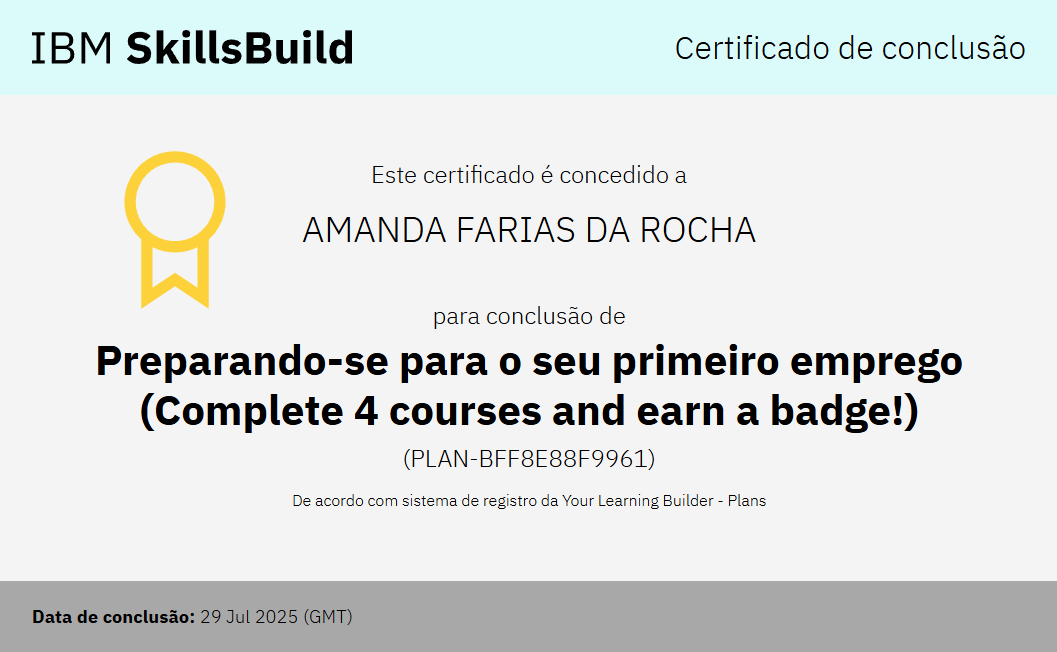 IBM SkillsBuild
Certificado de conclusão
Este certificado é concedido a
AMANDA FARIAS DA ROCHA
para conclusão de
Preparando-se para o seu primeiro emprego
(Complete 4 courses and earn a badge!)
(PLAN-BFF8E88F9961)
De acordo com sistema de registro da Your Learning Builder - Plans
Data de conclusão: 29 Jul 2025 (GMT)